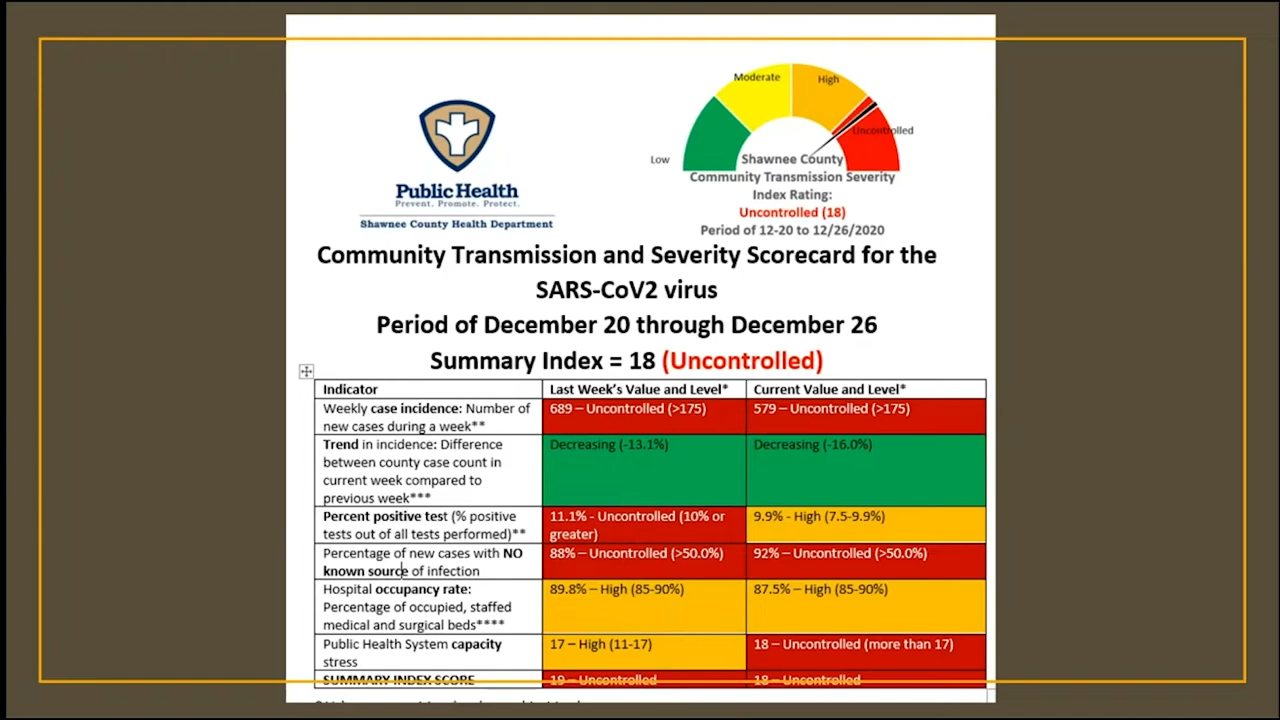 Moderate
High
Uncontrolled
Low
Shawnee County
Community Transmission Severity
Index Rating:
Uncontrolled (18)
Period of 12-20 to 12/26/2020
Public Health
Prevent. Promote. Protect.
Shawnee County Health Department
Community Transmission and Severity Scorecard for the
SARS-CoV2 virus
Period of December 20 through December 26
Summary Index = 18 (Uncontrolled)
Indicator
Last Week's Value and Level*
Current Value and Level*
Weekly case incidence: Number of
new cases during a week**
689 – Uncontrolled (>175)
579 – Uncontrolled (>175)
Trend in incidence: Difference
between county case count in
current week compared to
previous week***
Decreasing (-13.1%)
Decreasing (-16.0%)
Percent positive test (% positive
tests out of all tests performed)**
11.1% - Uncontrolled (10% or
greater)
9.9% - High (7.5-9.9%)
Percentage of new cases with NO
known source of infection
88% – Uncontrolled (>50.0%)
92% – Uncontrolled (>50.0%)
Hospital occupancy rate:
Percentage of occupied, staffed
medical and surgical beds****
89.8% – High (85-90%)
87.5% – High (85-90%)
Public Health System capacity
stress
17 – High (11-17)
18 – Uncontrolled (more than 17)
SUMMARY INDEX SCORE
19 – Uncontrolled
18 – Uncontrolled